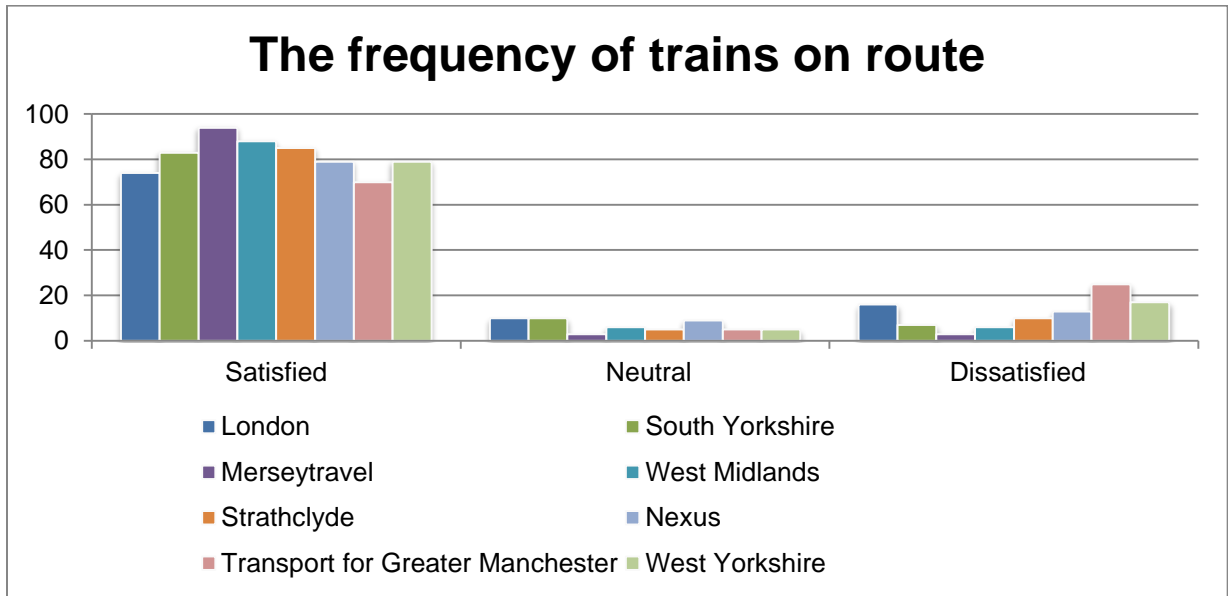 The frequency of trains on route
100
80
60
40
20
0
Satisfied Neutral Dissatisfied
London South Yorkshire
Merseytravel West Midlands
Strathclyde Nexus
Transport for Greater Manchester West Yorkshire